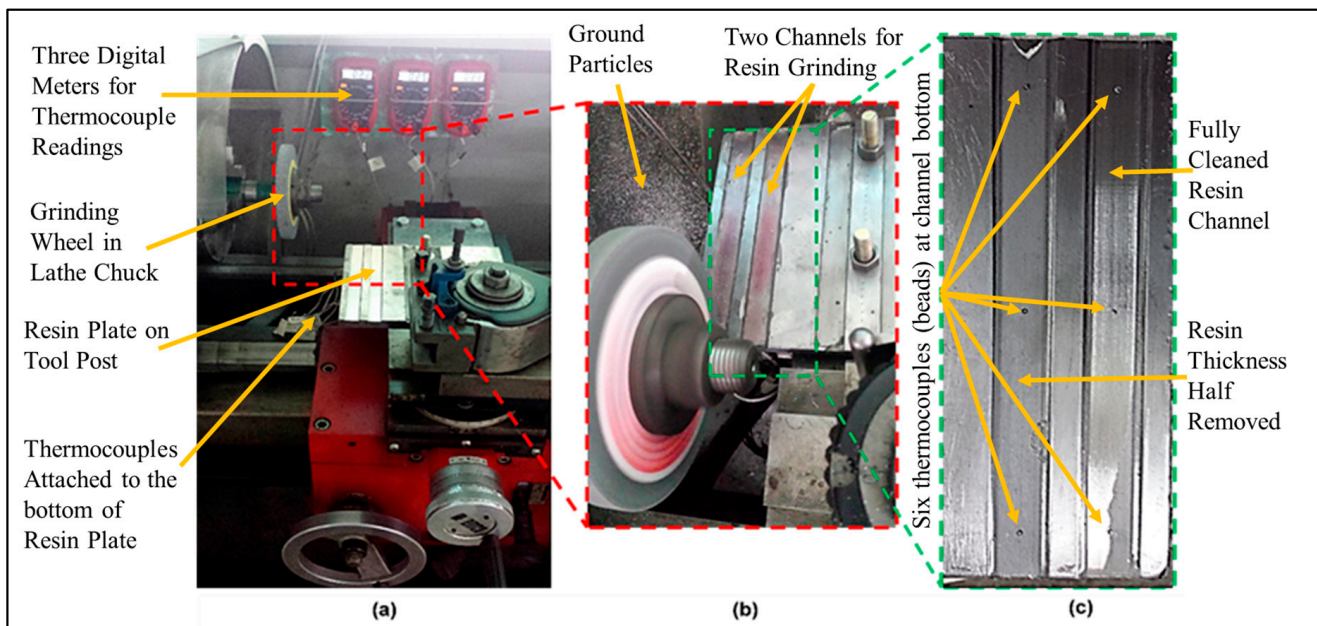 Three Digital
Meters for
Thermocouple
Readings
Grinding
Wheel in
Lathe Chuck
Resin Plate on
Tool Post
Thermocouples
Attached to the
bottom of
Resin Plate
(a)
Ground
Particles
Two Channels for
Resin Grinding
(b)
Six thermocouples (beads) at channel bottom
Fully
Cleaned
Resin
Channel
Resin
Thickness
Half
Removed
(c)